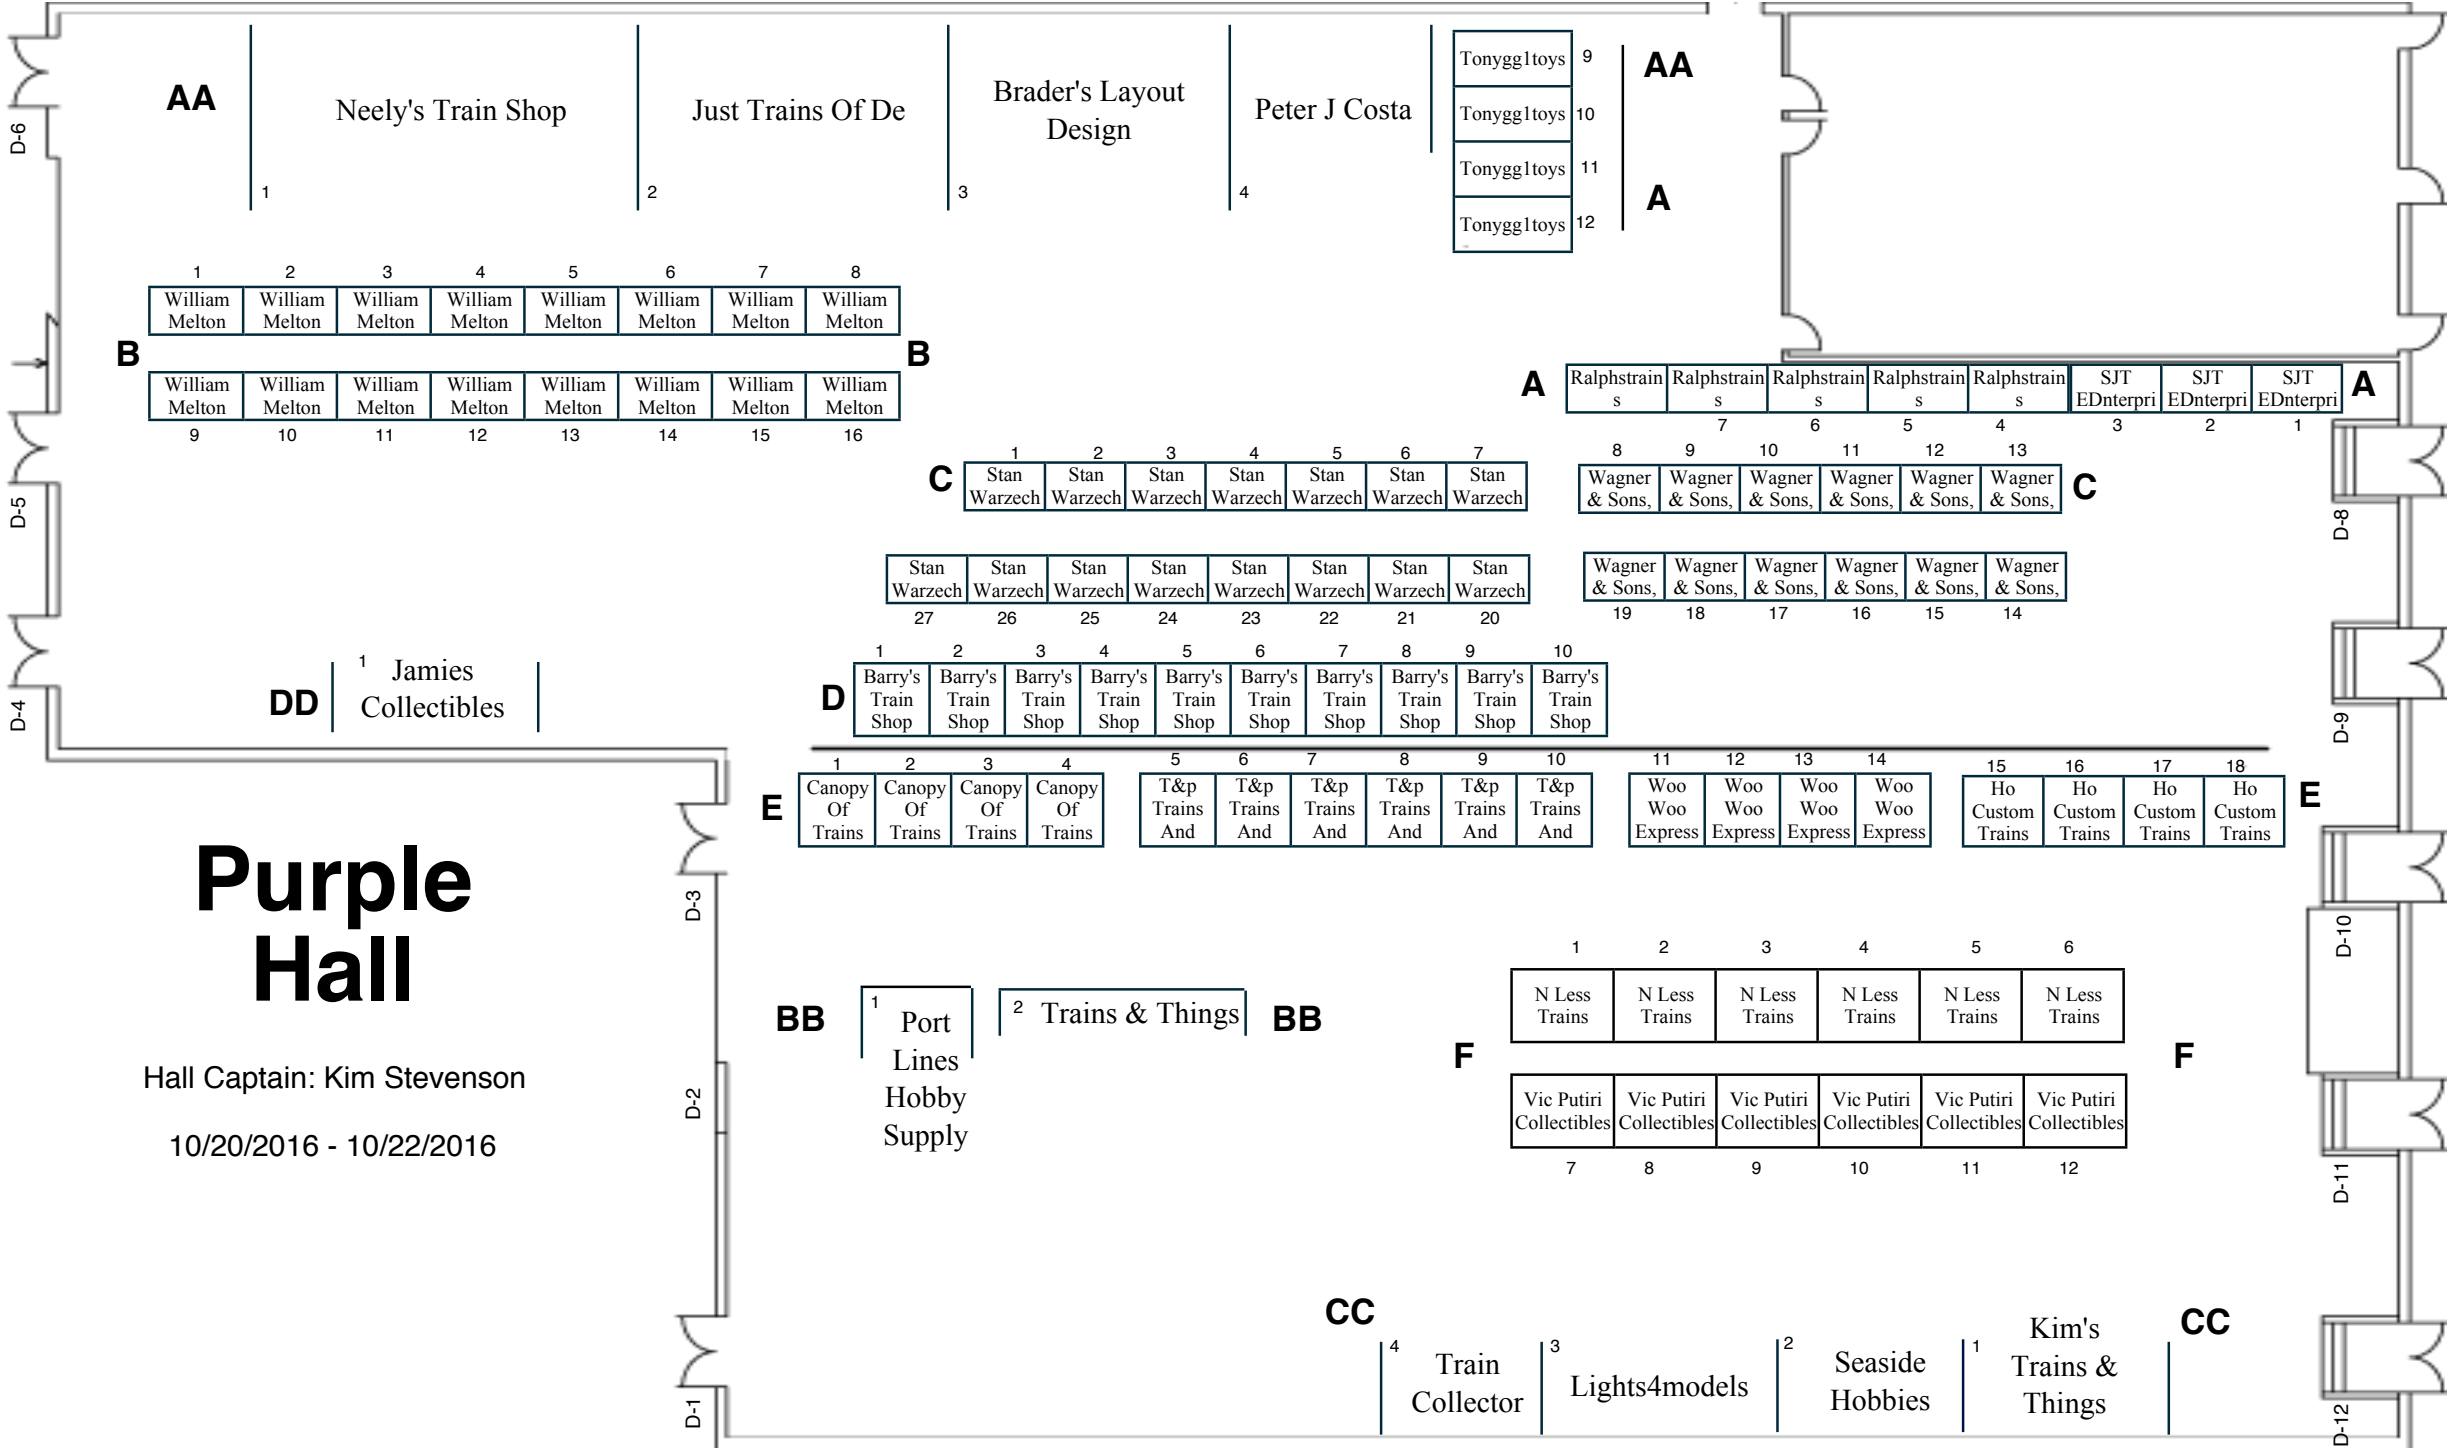 AA
Neely's Train Shop
1
Just Trains Of De
2
Brader's Layout
Design
3
Peter J Costa
4
Tonygg1toys 9
Tonygg1toys 10
Tonygg1toys 11
Tonygg1toys 12
AA
A
D-6
1 2 3 4 5 6 7 8
William William William William William William William William
Melton Melton Melton Melton Melton Melton Melton Melton
B B
William William William William William William William William
Melton Melton Melton Melton Melton Melton Melton Melton
9 10 11 12 13 14 15 16
D-5
A Ralphstrain Ralphstrain Ralphstrain Ralphstrain Ralphstrain SJT SJT SJT A
s s s s s EDnterpri EDnterpri EDnterpri
7 6 5 4 3 2 1
1 2 3 4 5 6 7
C Stan Stan Stan Stan Stan Stan Stan
Warzech Warzech Warzech Warzech Warzech Warzech Warzech
8 9 10 11 12 13
Wagner Wagner Wagner Wagner Wagner Wagner C
& Sons, & Sons, & Sons, & Sons, & Sons, & Sons,
D-8
Stan Stan Stan Stan Stan Stan Stan Stan
Warzech Warzech Warzech Warzech Warzech Warzech Warzech Warzech
27 26 25 24 23 22 21 20
Wagner Wagner Wagner Wagner Wagner Wagner
& Sons, & Sons, & Sons, & Sons, & Sons, & Sons,
19 18 17 16 15 14
D-4
DD
1 Jamies
Collectibles
1 2 3 4 5 6 7 8 9 10
D Barry's Barry's Barry's Barry's Barry's Barry's Barry's Barry's Barry's Barry's
Train Train Train Train Train Train Train Train Train Train
Shop Shop Shop Shop Shop Shop Shop Shop Shop Shop
D-9
1 2 3 4 5 6 7 8 9 10 11 12 13 14 15 16 17 18
E Canopy Canopy Canopy Canopy T&p T&p T&p T&p T&p T&p Woo Woo Woo Woo Ho Ho Ho Ho E
Of Of Of Of Trains Trains Trains Trains Trains Trains Woo Woo Woo Woo Custom Custom Custom Custom
Trains Trains Trains Trains And And And And And And Express Express Express Express Trains Trains Trains Trains
Purple
Hall
Hall Captain: Kim Stevenson
10/20/2016 - 10/22/2016
D-3
D-2
D-1
BB
1 Port
Lines
Hobby
Supply
2 Trains & Things
BB
D-10
1 2 3 4 5 6
N Less N Less N Less N Less N Less N Less
Trains Trains Trains Trains Trains Trains
F F
Vic Putiri Vic Putiri Vic Putiri Vic Putiri Vic Putiri Vic Putiri
Collectibles Collectibles Collectibles Collectibles Collectibles Collectibles
7 8 9 10 11 12
D-11
CC
4 Train
Collector
3
Lights4models
2
Seaside
Hobbies
1
Kim's
Trains &
Things
CC
D-12